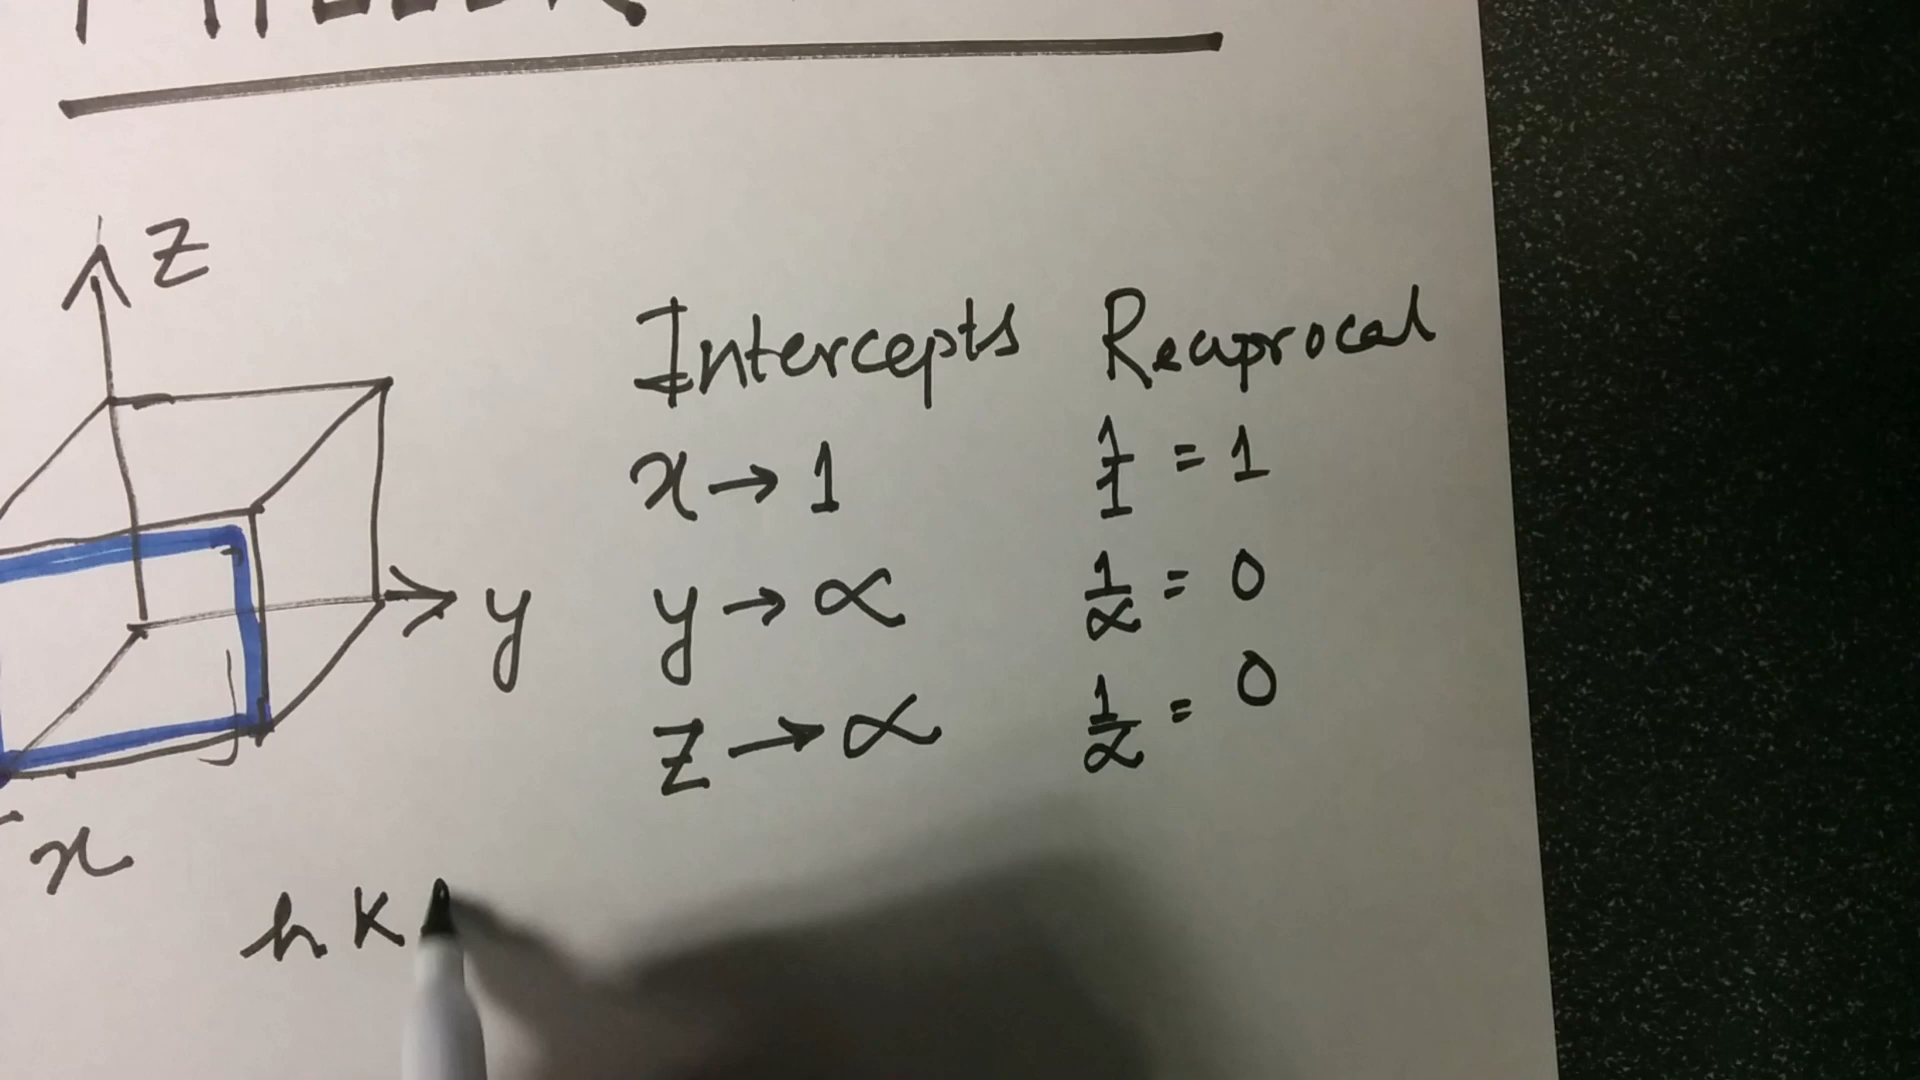 Z
Intercepts Reciprocal
x → 1 1/1 = 1
y
y → ∝ 1/∝ = 0
z → ∝ 1/∝ = 0
x
h K